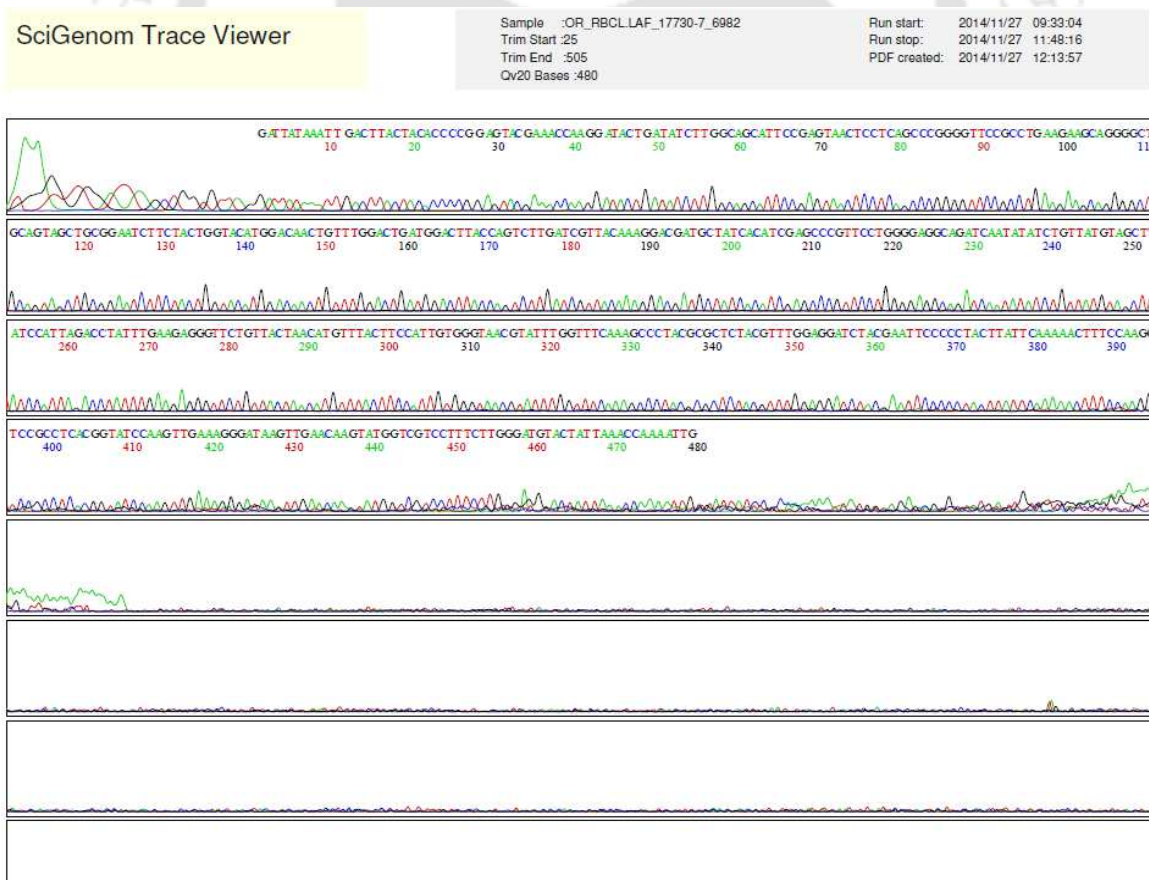 SciGenom Trace Viewer
Sample :OR_RBCL.LAF_17730-7_6982
Trim Start :25
Trim End :505
Qv20 Bases :480
Run start: 2014/11/27 09:33:04
Run stop: 2014/11/27 11:48:16
PDF created: 2014/11/27 12:13:57
GATTATAAATT GACTTACTACACCCCCGGAGTACGAAACCAAGGATACTGATATCTTGGCAGCATTCCGAGTAACTCCTCAGCCCGGGGTTCCGCCTGAAGAAGCAGGGGCT
10 20 30 40 50 60 70 80 90 100 11
GCAGTAGCTGCGGAATCTTCTACTGGTACATGGACAACTGTTTGGACTGATGGACTTACCAGTCTTGATCGTTACAAAGGACGATGCTATCACATCGAGCCCGTTCCTGGGGAGGCAGATCAATATATCTGTTATGTAGCT
120 130 140 150 160 170 180 190 200 210 220 230 240 250
ATCCATTAGACCTATTTGAAGAGGGTTCTGTTACTAACATGTTTACTTCCATTGTGGGTAACGTATTTGGTTTCAAAGCCCTACGCGCTCTACGTTTGGAGGATCTACGAATTCCCCCTACTTATTCAAAAACTTTCCAAG
260 270 280 290 300 310 320 330 340 350 360 370 380 390
TCCGCCTCACGGTATCCAAGTTGAAAGGGATAAGTTGAACAAGTATGGTCGTCCTTTCTTGGGATGTACTATTAAACCAAAATTG
400 410 420 430 440 450 460 470 480